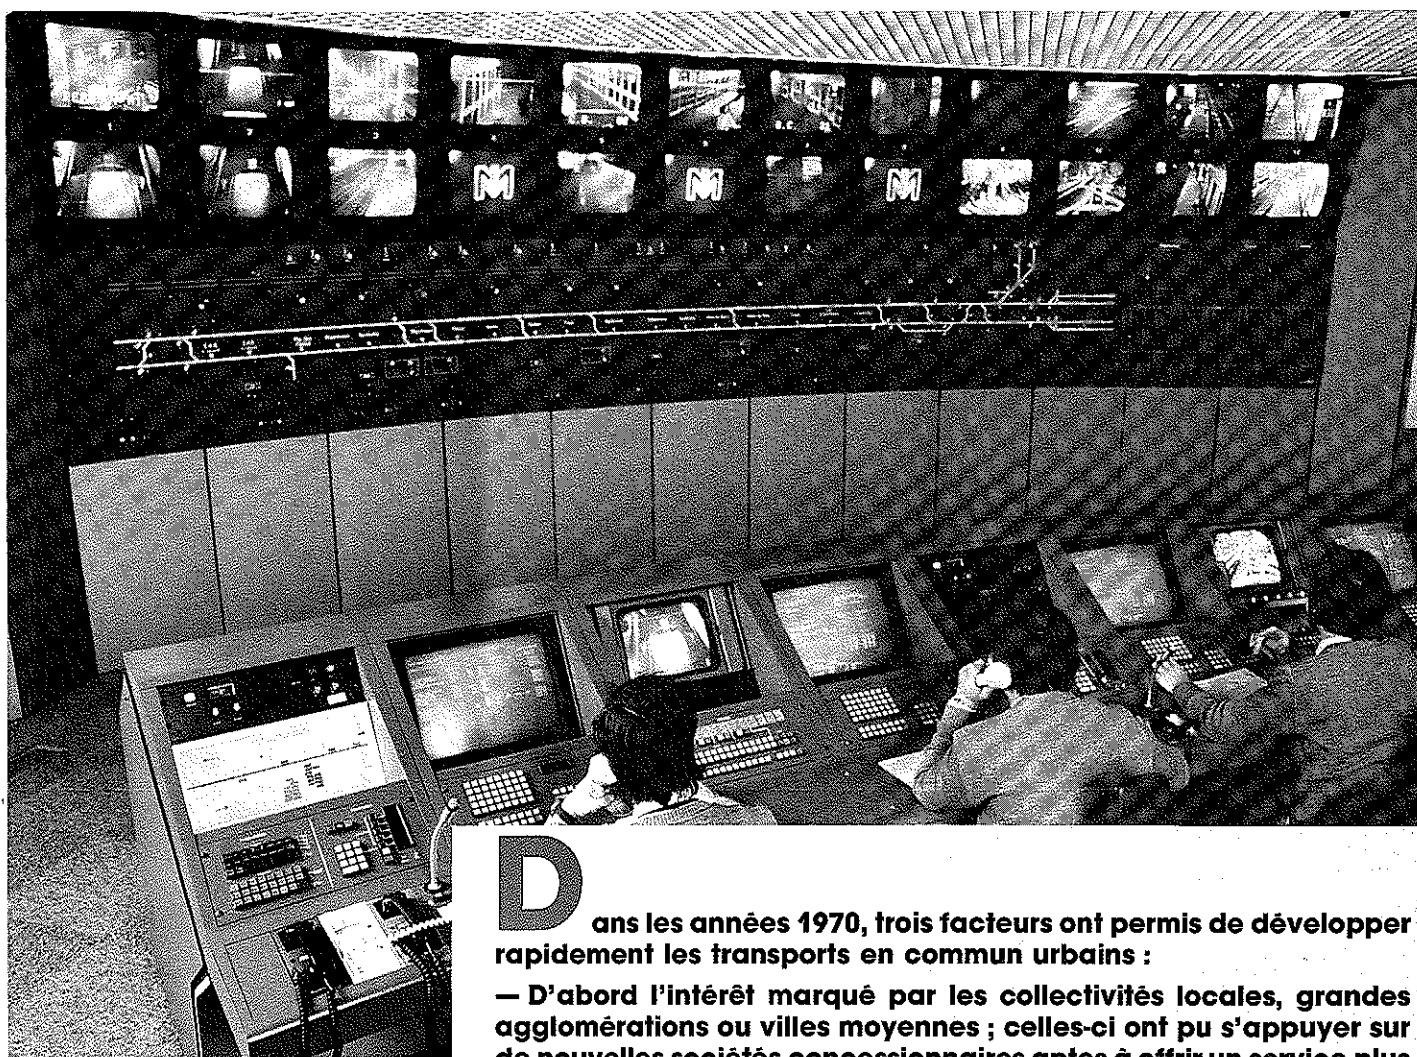 Dans les années 1970, trois facteurs ont permis de développer
rapidement les transports en commun urbains :
— D'abord l'intérêt marqué par les collectivités locales, grandes
agglomérations ou villes moyennes ; celles-ci ont pu s'appuyer sur
de nouvelles sociétés concessionnaires aptes à offrir un service plus